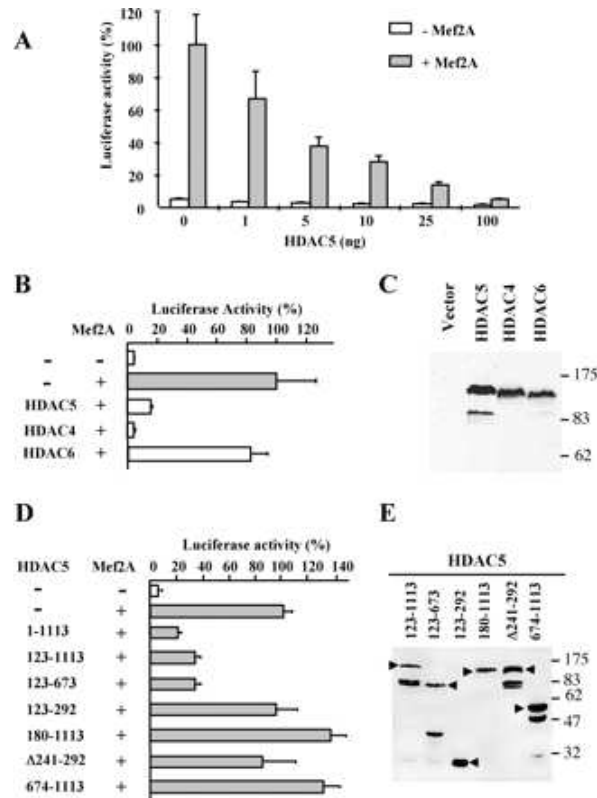 A
Luciferase activity (%)
120
100
80
60
40
20
0
- Mef2A
+ Mef2A
0 1 5 10 25 100
HDAC5 (ng)
B
Luciferase Activity (%)
Mef2A 0 20 40 60 80 100 120
- -
- +
HDAC5 +
HDAC4 +
HDAC6 +
C
Vector HDAC5 HDAC4 HDAC6
- 175
- 83
- 62
D
Luciferase activity (%)
HDAC5 Mef2A 0 20 40 60 80 100 120 140
- -
- +
1-1113 +
123-1113 +
123-673 +
123-292 +
180-1113 +
Δ241-292 +
674-1113 +
E
HDAC5
123-1113 123-673 123-292 180-1113 Δ241-292 674-1113
- 175
- 83
- 62
- 47
- 32